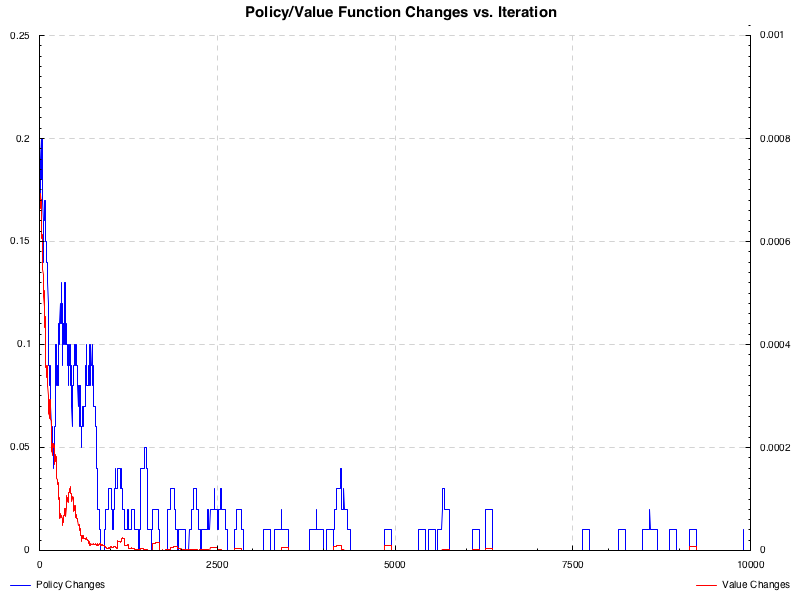 Policy/Value Function Changes vs. Iteration
0.25 0.001
0.2 0.0008
0.15 0.0006
0.1 0.0004
0.05 0.0002
0 0
0 2500 5000 7500 10000
Policy Changes Value Changes